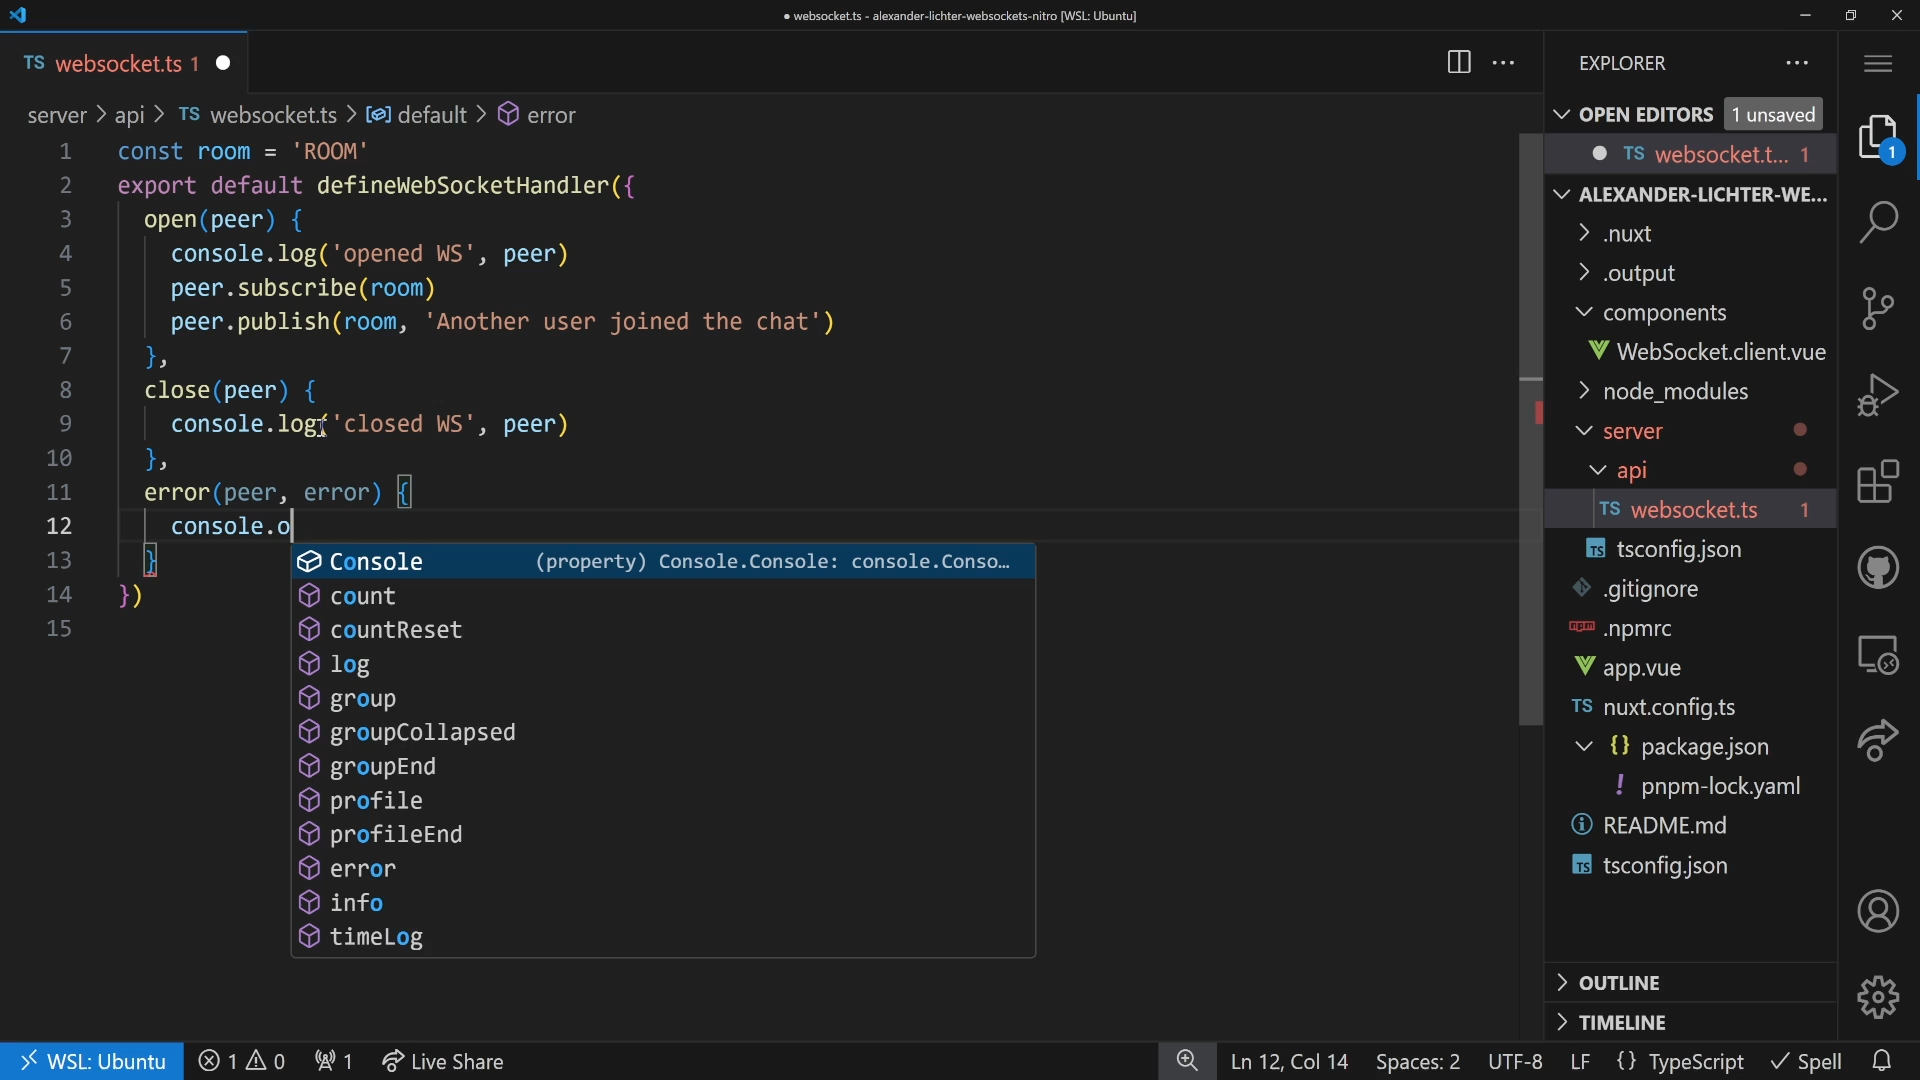 ● websocket.ts - alexander-lichter-websockets-nitro [WSL: Ubuntu]
TS websocket.ts 1
server > api > TS websocket.ts > default > error
1 const room = 'ROOM'
2 export default defineWebSocketHandler({
3 open(peer) {
4 console.log('opened WS', peer)
5 peer.subscribe(room)
6 peer.publish(room, 'Another user joined the chat')
7 },
8 close(peer) {
9 console.log('closed WS', peer)
10 },
11 error(peer, error) {
12 console.o
13 }
14 })
15
Console (property) Console.Console: console.Conso...
count
countReset
log
group
groupCollapsed
groupEnd
profile
profileEnd
error
info
timeLog
EXPLORER
OPEN EDITORS 1 unsaved
TS websocket.t... 1
ALEXANDER-LICHTER-WE...
.nuxt
.output
components
WebSocket.client.vue
node_modules
server
api
TS websocket.ts 1
TS tsconfig.json
.gitignore
.npmrc
app.vue
TS nuxt.config.ts
{} package.json
! pnpm-lock.yaml
README.md
TS tsconfig.json
OUTLINE
TIMELINE
1
WSL: Ubuntu 1 0 1 Live Share Ln 12, Col 14 Spaces: 2 UTF-8 LF {} TypeScript Spell